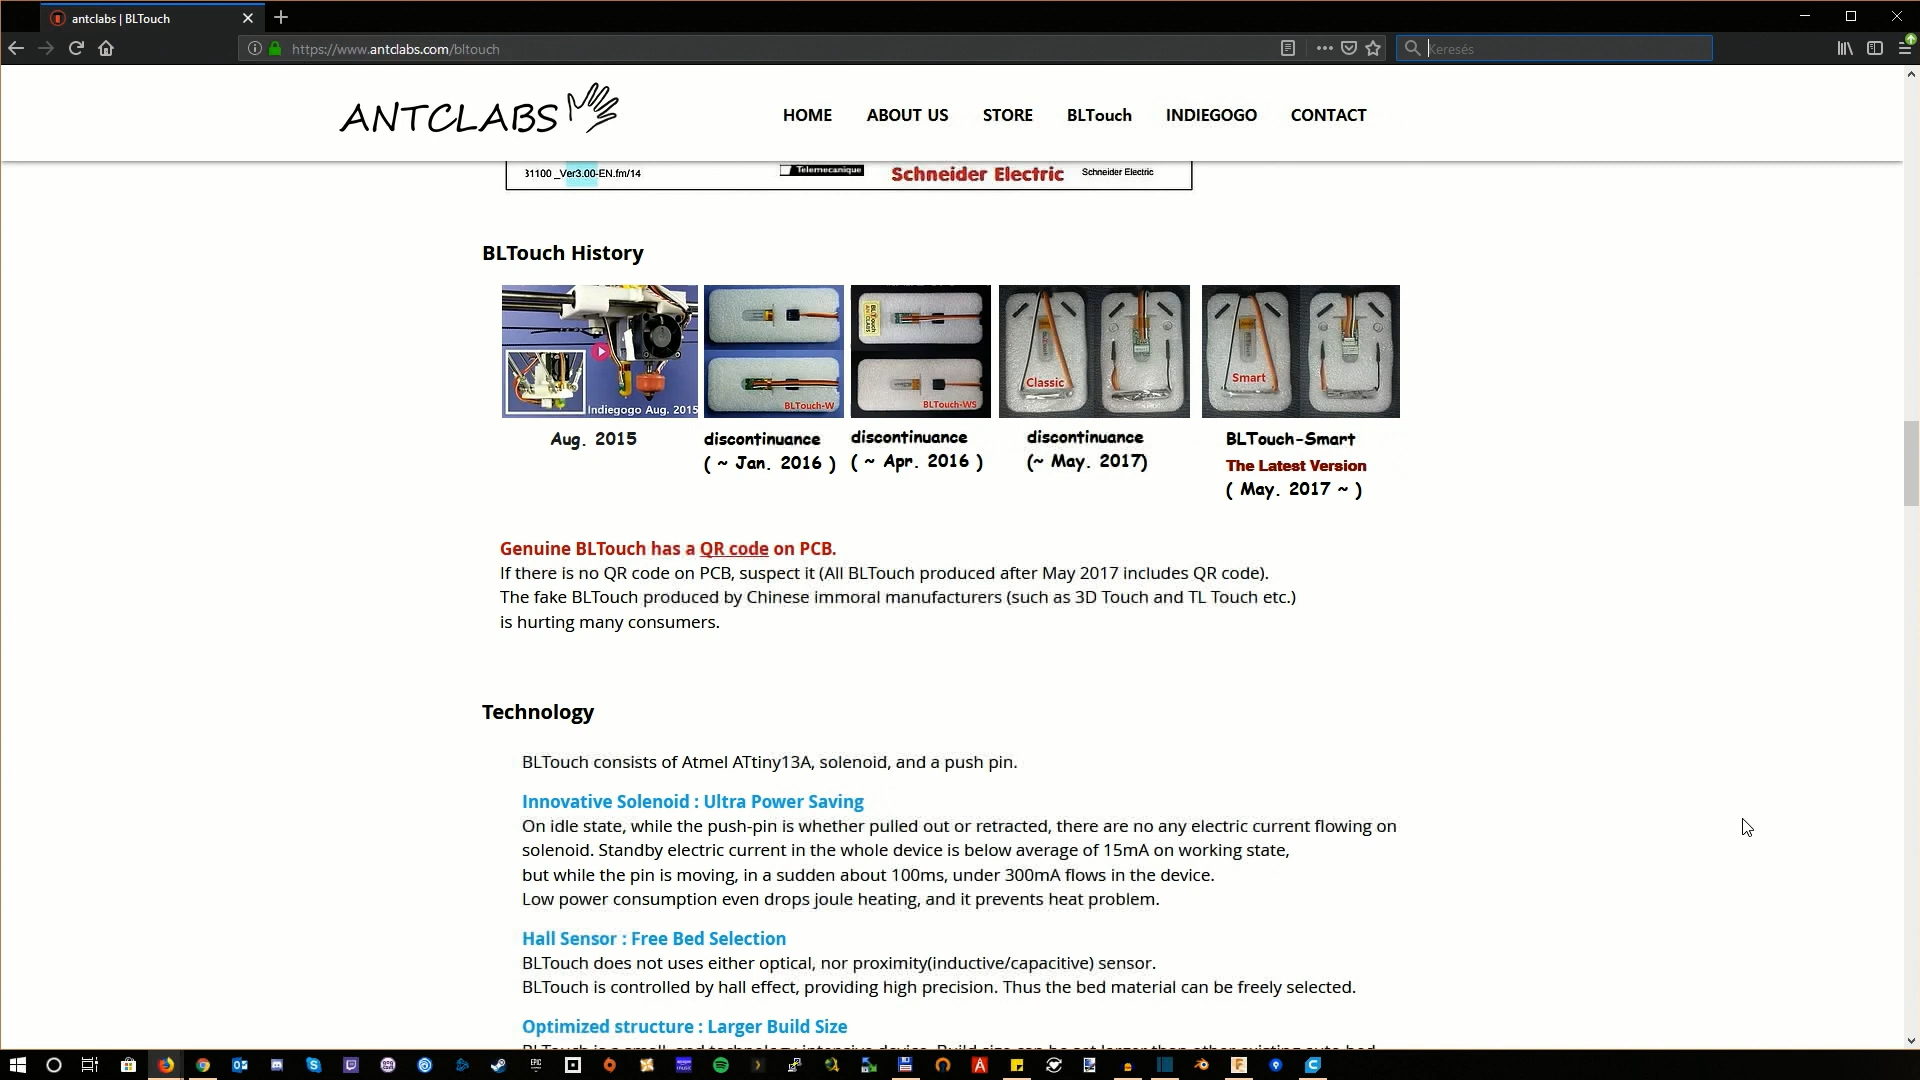 antclabs | BLTouch
https://www.antclabs.com/bltouch
Keresés
ANTCLABS
HOME ABOUT US STORE BLTouch INDIEGOGO CONTACT
31100 _Ver3.00-EN.fm/14 Telemecanique Schneider Electric Schneider Electric
BLTouch History
Indiegogo Aug. 2015 BLTouch-W BLTouch-WS Classic Smart
Aug. 2015 discontinuance discontinuance discontinuance BLTouch-Smart
( ~ Jan. 2016 ) ( ~ Apr. 2016 ) (~ May. 2017) The Latest Version
( May. 2017 ~ )
Genuine BLTouch has a QR code on PCB.
If there is no QR code on PCB, suspect it (All BLTouch produced after May 2017 includes QR code).
The fake BLTouch produced by Chinese immoral manufacturers (such as 3D Touch and TL Touch etc.)
is hurting many consumers.
Technology
BLTouch consists of Atmel ATtiny13A, solenoid, and a push pin.
Innovative Solenoid : Ultra Power Saving
On idle state, while the push-pin is whether pulled out or retracted, there are no any electric current flowing on
solenoid. Standby electric current in the whole device is below average of 15mA on working state,
but while the pin is moving, in a sudden about 100ms, under 300mA flows in the device.
Low power consumption even drops joule heating, and it prevents heat problem.
Hall Sensor : Free Bed Selection
BLTouch does not uses either optical, nor proximity(inductive/capacitive) sensor.
BLTouch is controlled by hall effect, providing high precision. Thus the bed material can be freely selected.
Optimized structure : Larger Build Size